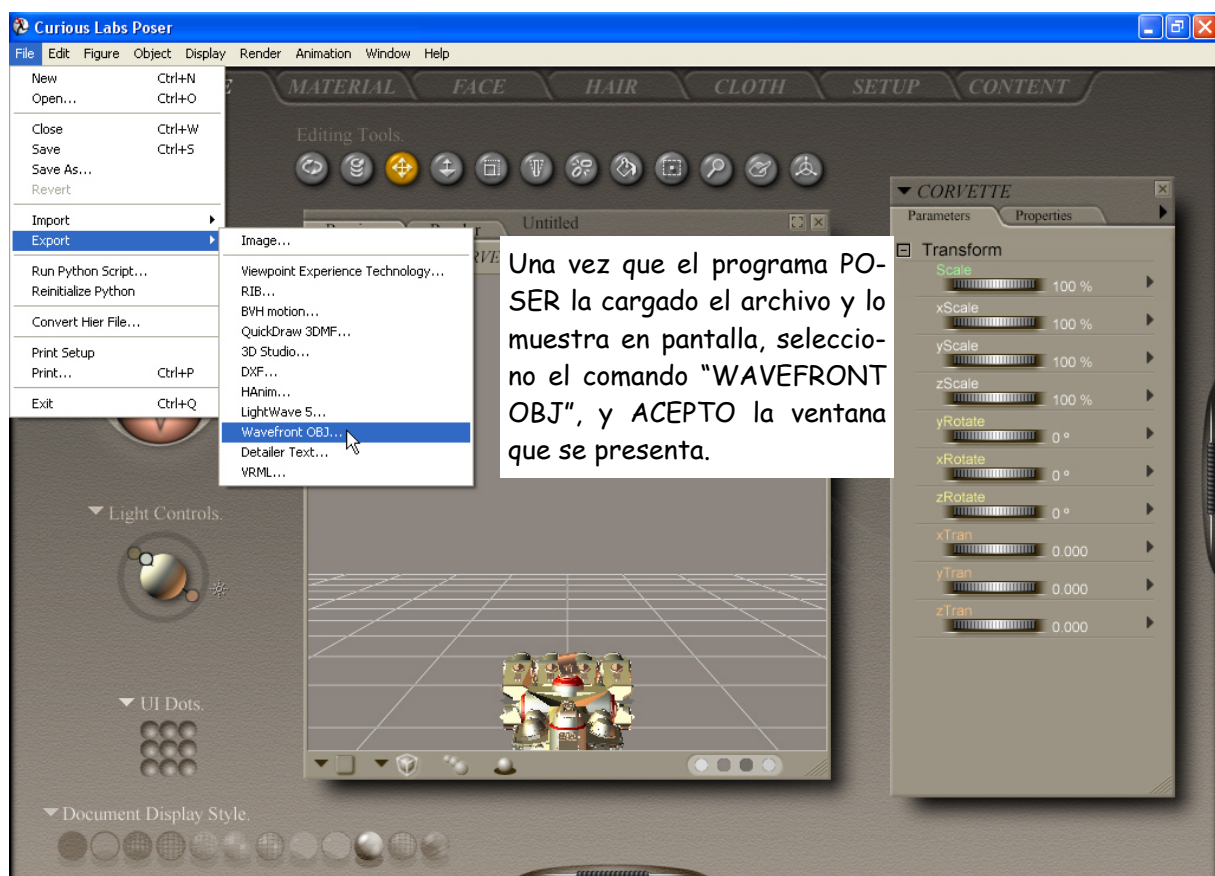 Curious Labs Poser
File Edit Figure Object Display Render Animation Window Help
MATERIAL FACE HAIR CLOTH SETUP CONTENT
New Ctrl+N
Open... Ctrl+O
Close Ctrl+W
Save Ctrl+S
Save As...
Revert
Import
Export
Run Python Script...
Reinitialize Python
Convert Hier File...
Print Setup
Print... Ctrl+P
Exit Ctrl+Q
Image...
Viewpoint Experience Technology...
RIB...
BVH motion...
QuickDraw 3DMF...
3D Studio...
DXF...
HAnim...
LightWave 5...
Wavefront OBJ...
Detailer Text...
VRML...
Editing Tools.
Untitled
Una vez que el programa PO-
SER la cargado el archivo y lo
muestra en pantalla, seleccio-
no el comando “WAVEFRONT
OBJ”, y ACEPTO la ventana
que se presenta.
CORVETTE
Parameters Properties
Transform
Scale
100 %
xScale
100 %
yScale
100 %
zScale
100 %
yRotate
0 °
xRotate
0 °
zRotate
0 °
xTran
0.000
yTran
0.000
zTran
0.000
Light Controls.
UI Dots.
Document Display Style.